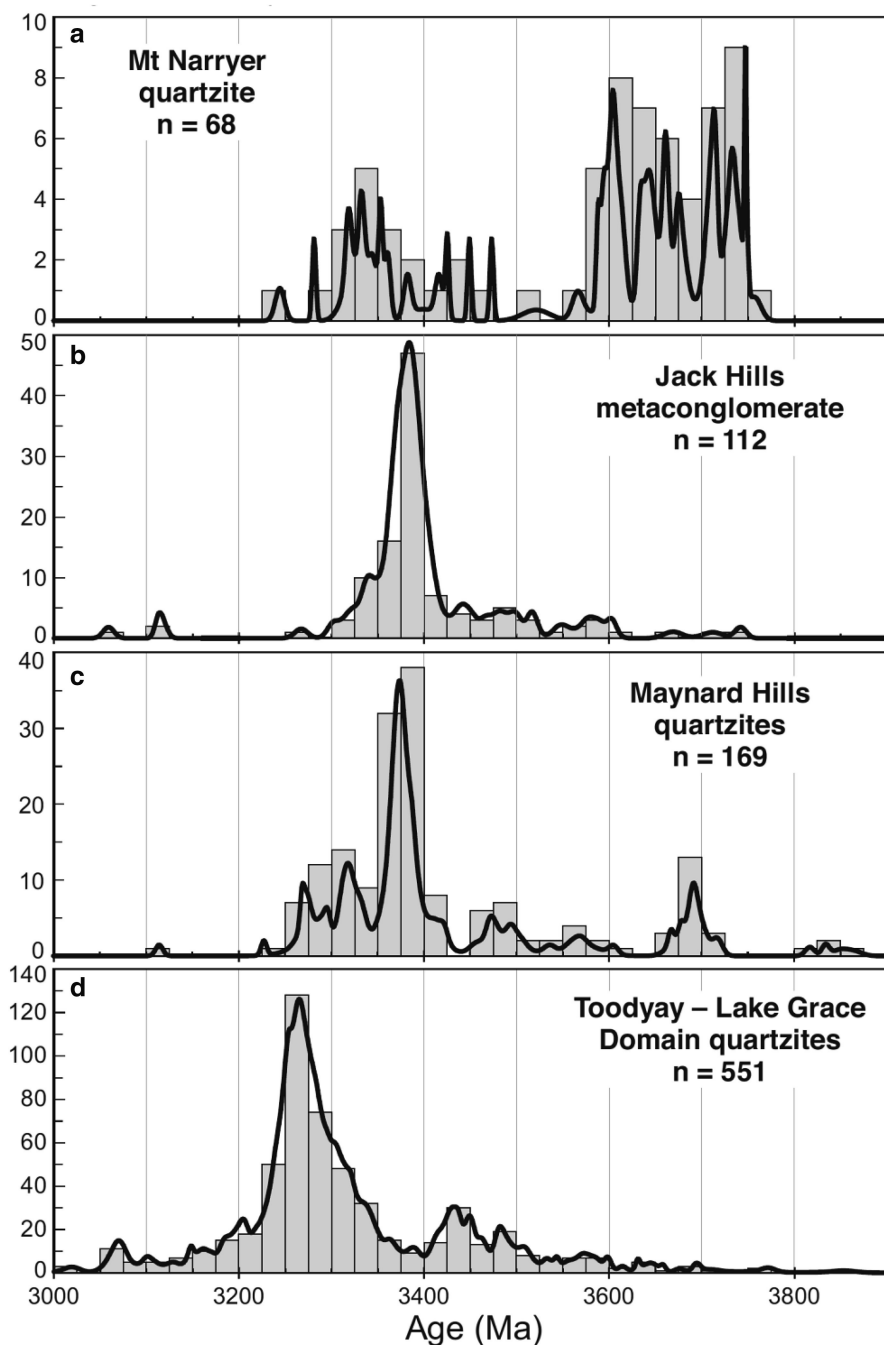 10
a
Mt Narryer
quartzite
n = 68
8
6
4
2
0
50
b
Jack Hills
metaconglomerate
n = 112
40
30
20
10
0
40
c
Maynard Hills
quartzites
n = 169
30
20
10
0
140
d
Toodyay – Lake Grace
Domain quartzites
n = 551
120
100
80
60
40
20
0
3000 3200 3400 3600 3800
Age (Ma)